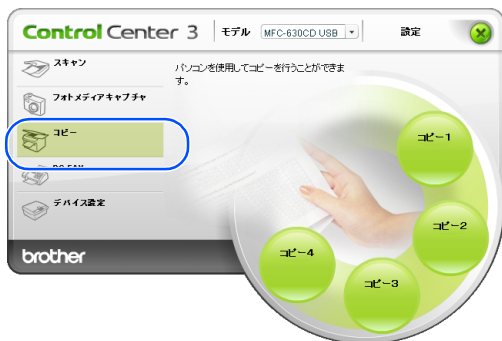 Control Center 3
モデル
MFC-630CD USB
設定
スキャン
フォトメディアキャプチャ
コピー
デバイス設定
パソコンを使用してコピーを行うことができま
す。
コピー1
コピー2
コピー3
コピー4
brother